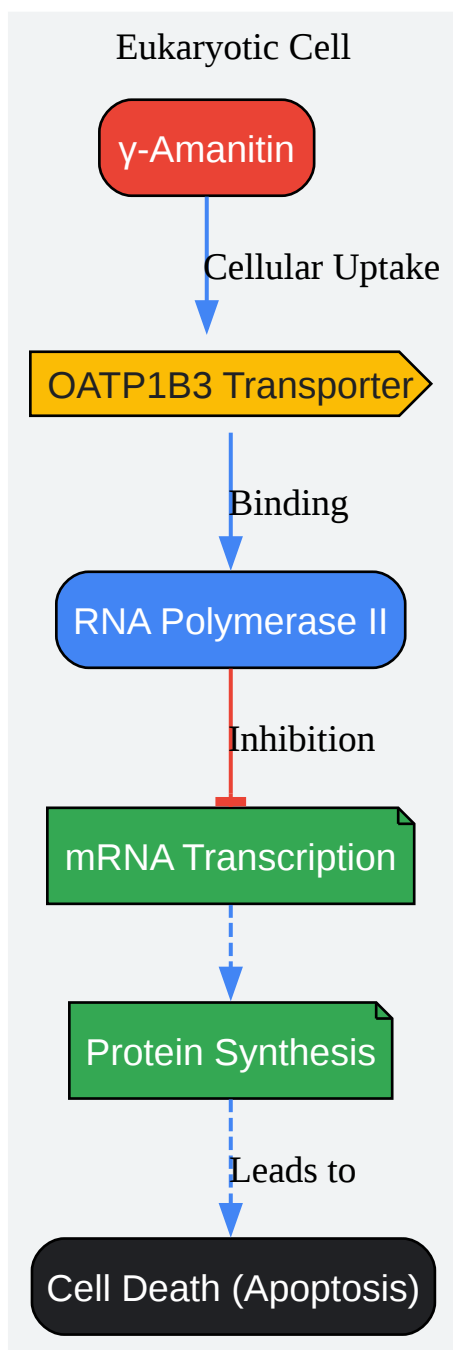 Eukaryotic Cell
γ-Amanitin
Cellular Uptake
OATP1B3 Transporter
Binding
RNA Polymerase II
Inhibition
mRNA Transcription
Protein Synthesis
Leads to
Cell Death (Apoptosis)